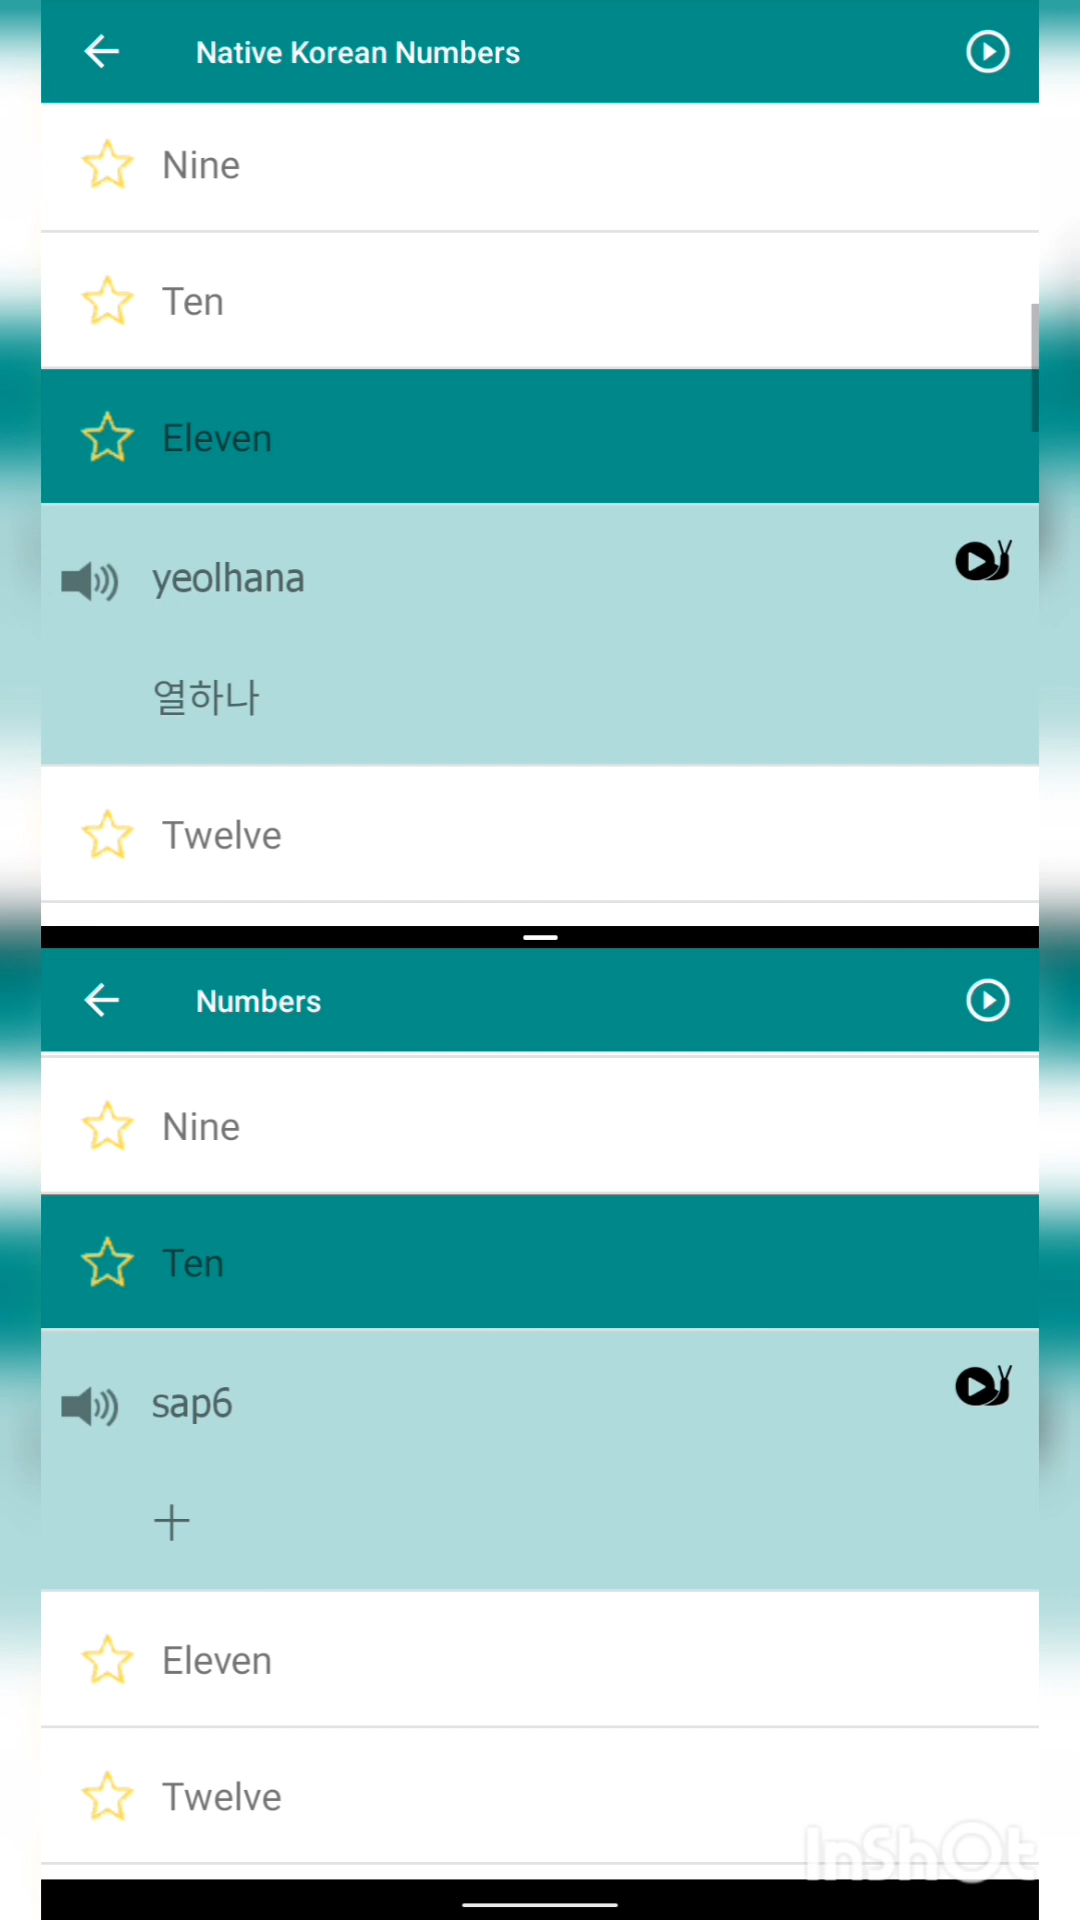 Native Korean Numbers
Nine
Ten
Eleven
yeolhana
열하나
Twelve
Numbers
Nine
Ten
sap6
十
Eleven
Twelve
InShOt